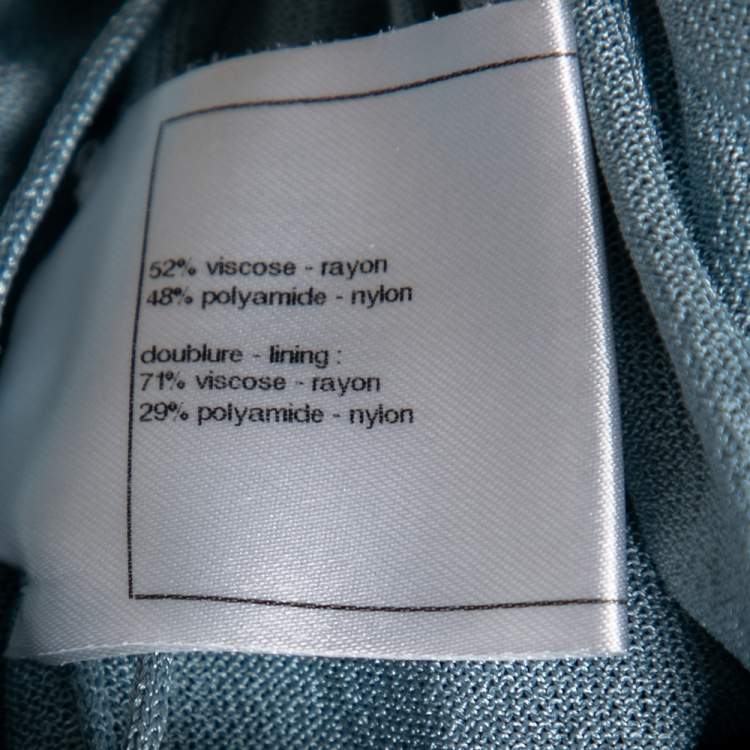 52% viscose - rayon
48% polyamide - nylon
doublure - lining :
71% viscose - rayon
29% polyamide - nylon